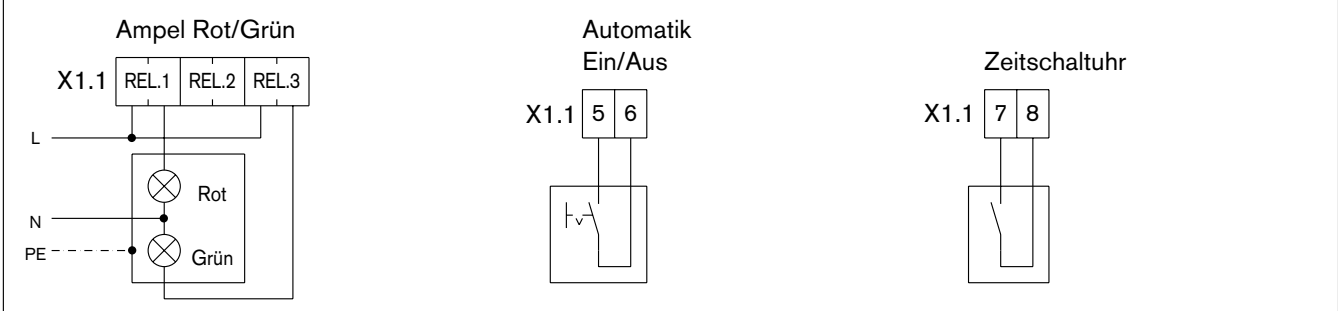 Ampel Rot/Grün
X1.1 REL.1 REL.2 REL.3
L
Rot
N
PE
Grün
Automatik
Ein/Aus
X1.1 5 6
Zeitschaltuhr
X1.1 7 8